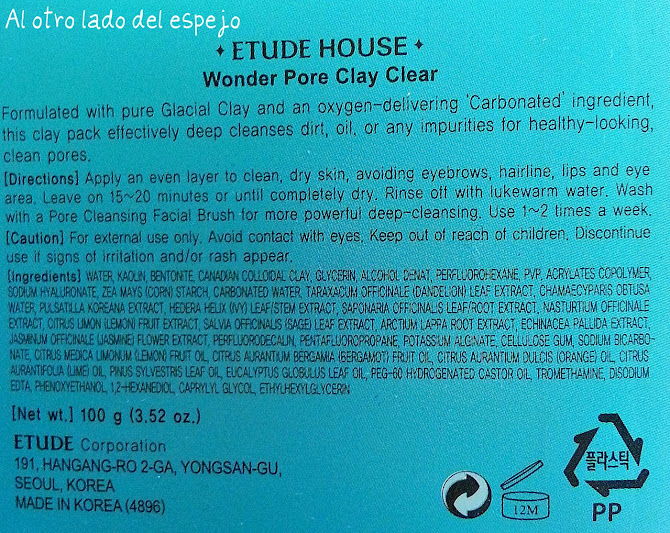 Al otro lado del espejo
ETUDE HOUSE
Wonder Pore Clay Clear
Formulated with pure Glacial Clay and an oxygen-delivering 'Carbonated' ingredient,
this clay pack effectively deep cleanses dirt, oil, or any impurities for healthy-looking,
clean pores.
[Directions] Apply an even layer to clean, dry skin, avoiding eyebrows, hairline, lips and eye
area. Leave on 15~20 minutes or until completely dry. Rinse off with lukewarm water. Wash
with a Pore Cleansing Facial Brush for more powerful deep-cleansing. Use 1~2 times a week.
[Caution] For external use only. Avoid contact with eyes. Keep out of reach of children. Discontinue
use if signs of irritation and/or rash appear.
[Ingredients] WATER, KAOLIN, BENTONITE, CANADIAN COLLOIDAL CLAY, GLYCERIN, ALCOHOL DENAT, PERFLUOROHEXANE, PVP, ACRYLATES COPOLYMER,
SODIUM HYALURONATE, ZEA MAYS (CORN) STARCH, CARBONATED WATER, TARAXACUM OFFICINALE (DANDELION) LEAF EXTRACT, CHAMAECYPARIS OBTUSA
WATER, PULSATILLA KOREANA EXTRACT, HEDERA HELIX (IVY) LEAF/STEM EXTRACT, SAPONARIA OFFICINALIS LEAF/ROOT EXTRACT, NASTURTIUM OFFICINALE
EXTRACT, CITRUS LIMON (LEMON) FRUIT EXTRACT, SALVIA OFFICINALIS (SAGE) LEAF EXTRACT, ARCTIUM LAPPA ROOT EXTRACT, ECHINACEA PALLIDA EXTRACT,
JASMINUM OFFICINALE (JASMINE) FLOWER EXTRACT, PERFLUORODECALIN, PENTAFLUOROPROPANE, POTASSIUM ALGINATE, CELLULOSE GUM, SODIUM BICARBO-
NATE, CITRUS MEDICA LIMONUM (LEMON) FRUIT OIL, CITRUS AURANTIUM BERGAMIA (BERGAMOT) FRUIT OIL, CITRUS AURANTIUM DULCIS (ORANGE) OIL, CITRUS
AURANTIFOLIA (LIME) OIL, PINUS SYLVESTRIS LEAF OIL, EUCALYPTUS GLOBULUS LEAF OIL, PEG-60 HYDROGENATED CASTOR OIL, TROMETHAMINE, DISODIUM
EDTA, PHENOXYETHANOL, 1,2-HEXANEDIOL, CAPRYLYL GLYCOL, ETHYLHEXYLGLYCERIN
[Net wt.] 100 g (3.52 oz.)
ETUDE Corporation
191, HANGANG-RO 2-GA, YONGSAN-GU,
SEOUL, KOREA
MADE IN KOREA (4896)
12M
플라스틱
PP